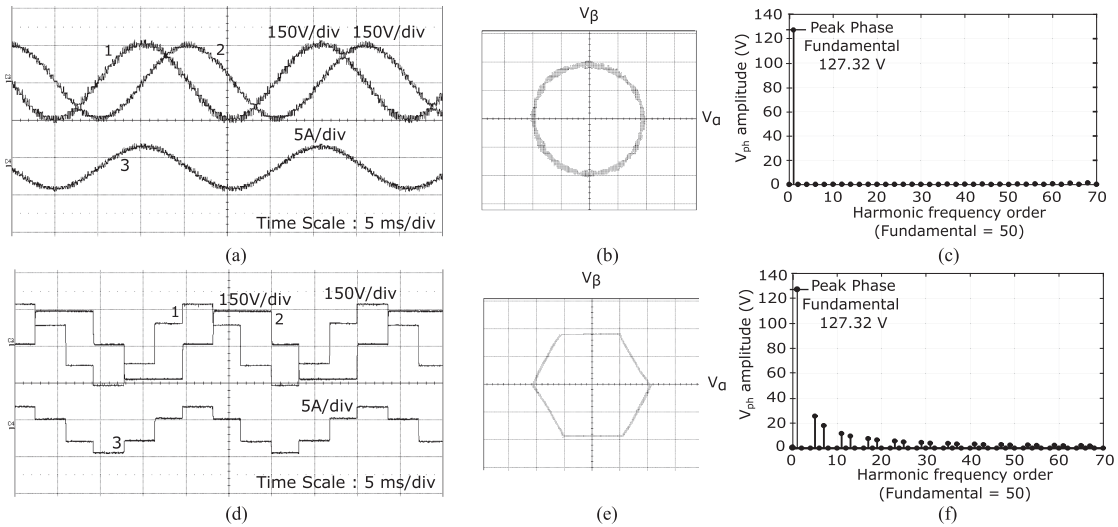 150V/div 150V/div
1
2
5A/div
3
Time Scale : 5 ms/div
(a)
Vβ
Vα
(b)
Vph amplitude (V)
140
120
100
80
60
40
20
0
Peak Phase
Fundamental
127.32 V
0 10 20 30 40 50 60 70
Harmonic frequency order
(Fundamental = 50)
(c)
150V/div 150V/div
1
2
5A/div
3
Time Scale : 5 ms/div
(d)
Vβ
Vα
(e)
Vph amplitude (V)
140
120
100
80
60
40
20
0
Peak Phase
Fundamental
127.32 V
0 10 20 30 40 50 60 70
Harmonic frequency order
(Fundamental = 50)
(f)